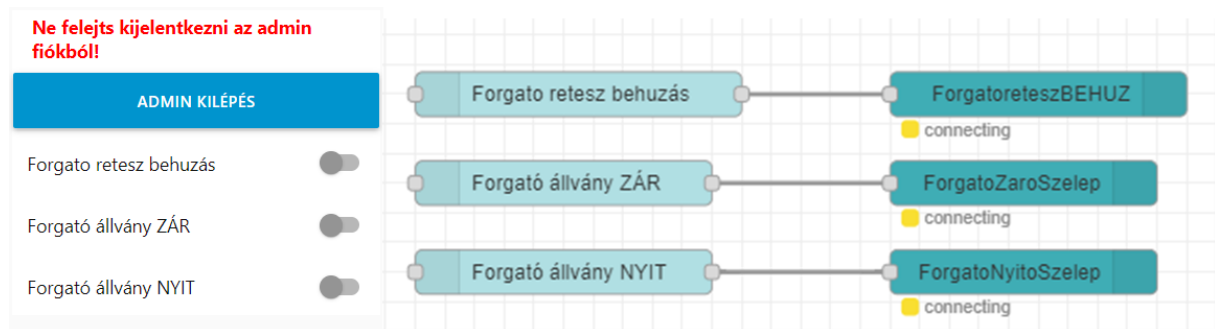 Ne felejts kijelentkezni az admin
fiókból!
ADMIN KILÉPÉS
Forgato retesz behuzás
Forgató állvány ZÁR
Forgató állvány NYIT
Forgato retesz behuzás
ForgatoreteszBEHUZ
connecting
Forgató állvány ZÁR
ForgatoZaroSzelep
connecting
Forgató állvány NYIT
ForgatoNyitoSzelep
connecting